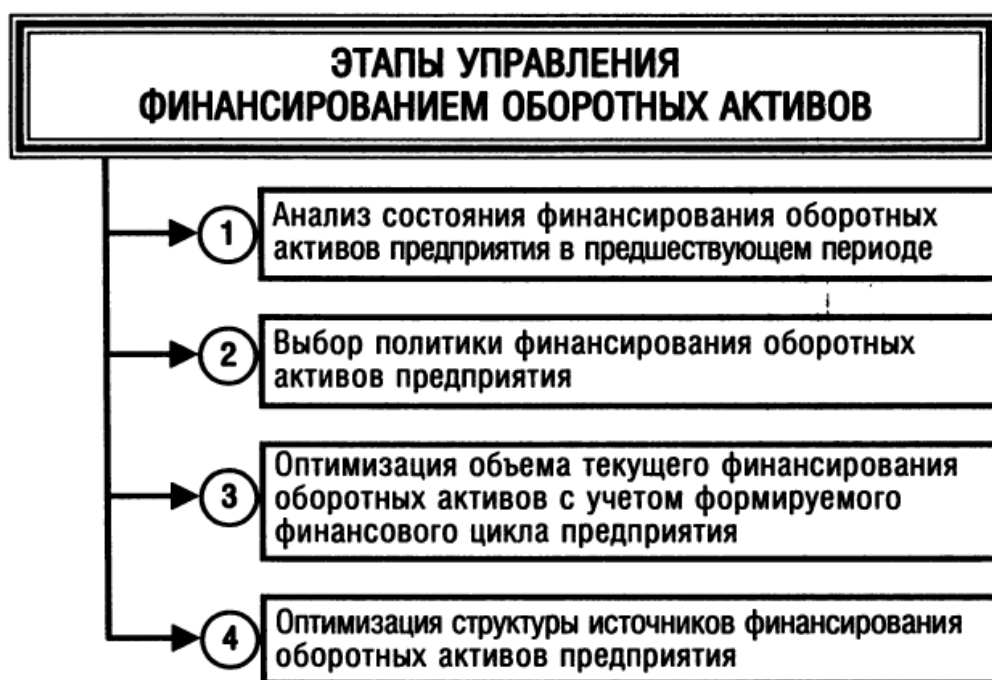 ЭТАПЫ УПРАВЛЕНИЯ
ФИНАНСИРОВАНИЕМ ОБОРОТНЫХ АКТИВОВ
1
Анализ состояния финансирования оборотных
активов предприятия в предшествующем периоде
2
Выбор политики финансирования оборотных
активов предприятия
3
Оптимизация объема текущего финансирования
оборотных активов с учетом формируемого
финансового цикла предприятия
4
Оптимизация структуры источников финансирования
оборотных активов предприятия